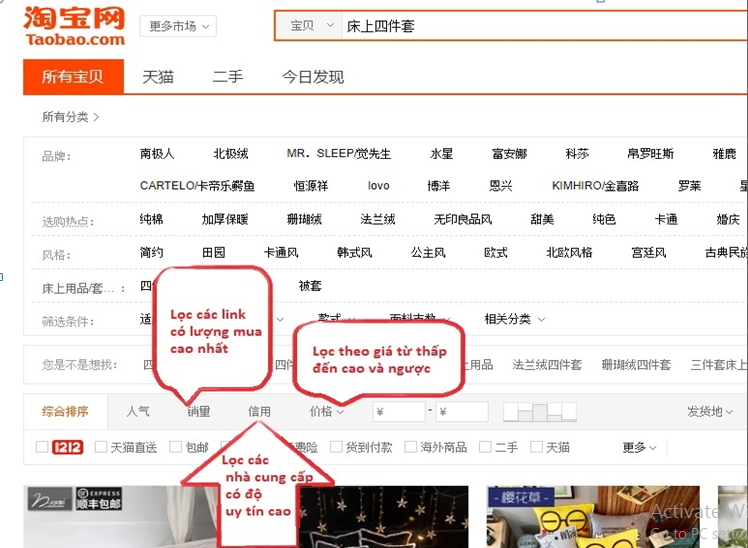 淘宝网
Taobao.com
更多市场
宝贝 床上四件套
所有宝贝 天猫 二手 今日发现
所有分类 >
品牌: 南极人 北极绒 MR. SLEEP/觉先生 水星 富安娜 科莎 帛罗旺斯 雅鹿
CARTELO/卡帝乐鳄鱼 恒源祥 lovo 博洋 恩兴 KIMHIRO/金喜路 罗莱
选购热点: 纯棉 加厚保暖 珊瑚绒 法兰绒 无印良品风 甜美 纯色 卡通 婚庆
风格: 简约 田园 卡通风 韩式风 公主风 欧式 北欧风格 宫廷风 古典民族
床上用品/套... : 四 被套
筛选条件: 适 款式 面料支数 相关分类
Lọc các link
có lượng mua
cao nhất
Lọc theo giá từ thấp
đến cao và ngược
您是不是想找: 四 四件 上用品 法兰绒四件套 珊瑚绒四件套 三件套床上
综合排序 人气 销量 信用 价格 ¥ - ¥ 发货地
1212 天猫直送 包邮 费险 货到付款 海外商品 二手 天猫 更多
Lọc các
nhà cung cấp
có độ
uy tín cao
SF EXPRESS
顺丰包邮
樱花草
Activate W
Go to PC se